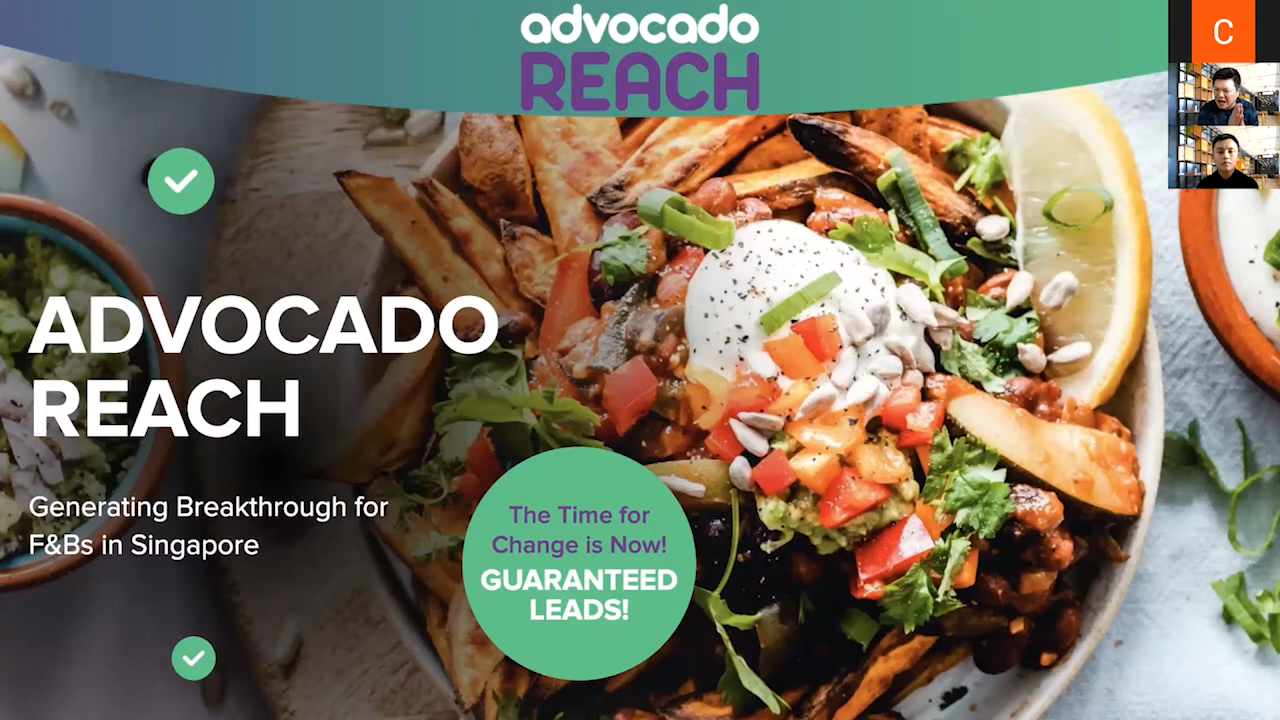 advocado
REACH
C
ADVOCADO
REACH
Generating Breakthrough for
F&Bs in Singapore
The Time for
Change is Now!
GUARANTEED
LEADS!